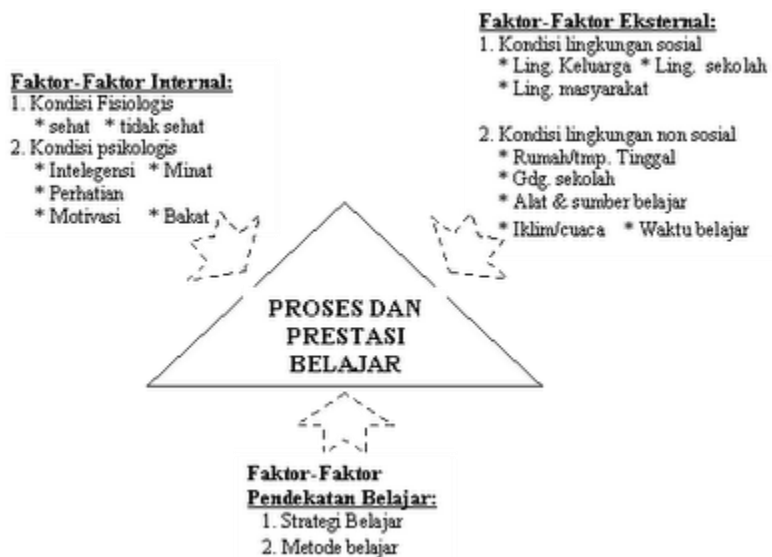 Faktor-Faktor Internal:
1. Kondisi Fisiologis
* sehat * tidak sehat
2. Kondisi psikologis
* Intelegensi * Minat
* Perhatian
* Motivasi * Bakat
Faktor-Faktor Eksternal:
1. Kondisi lingkungan sosial
* Ling. Keluarga * Ling. sekolah
* Ling. masyarakat
2. Kondisi lingkungan non sosial
* Rumah/tmp. Tinggal
* Gdg. sekolah
* Alat & sumber belajar
* Iklim/cuaca * Waktu belajar
PROSES DAN
PRESTASI
BELAJAR
Faktor-Faktor
Pendekatan Belajar:
1. Strategi Belajar
2. Metode belajar